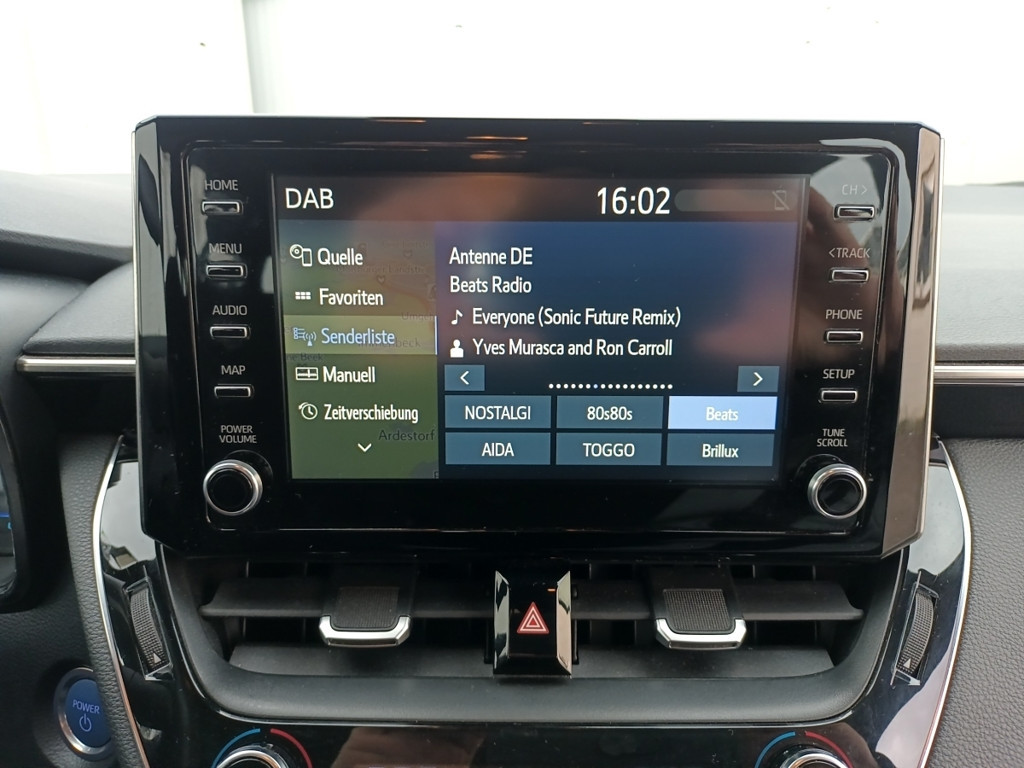 HOME
MENU
AUDIO
MAP
POWER
VOLUME
DAB
16:02
Quelle
Favoriten
Senderliste
Manuell
Zeitverschiebung
Ardestorf
Antenne DE
Beats Radio
Everyone (Sonic Future Remix)
Yves Murasca and Ron Carroll
< >
NOSTALGI 80s80s Beats
AIDA TOGGO Brillux
CH >
< TRACK
PHONE
SETUP
TUNE
SCROLL
POWER